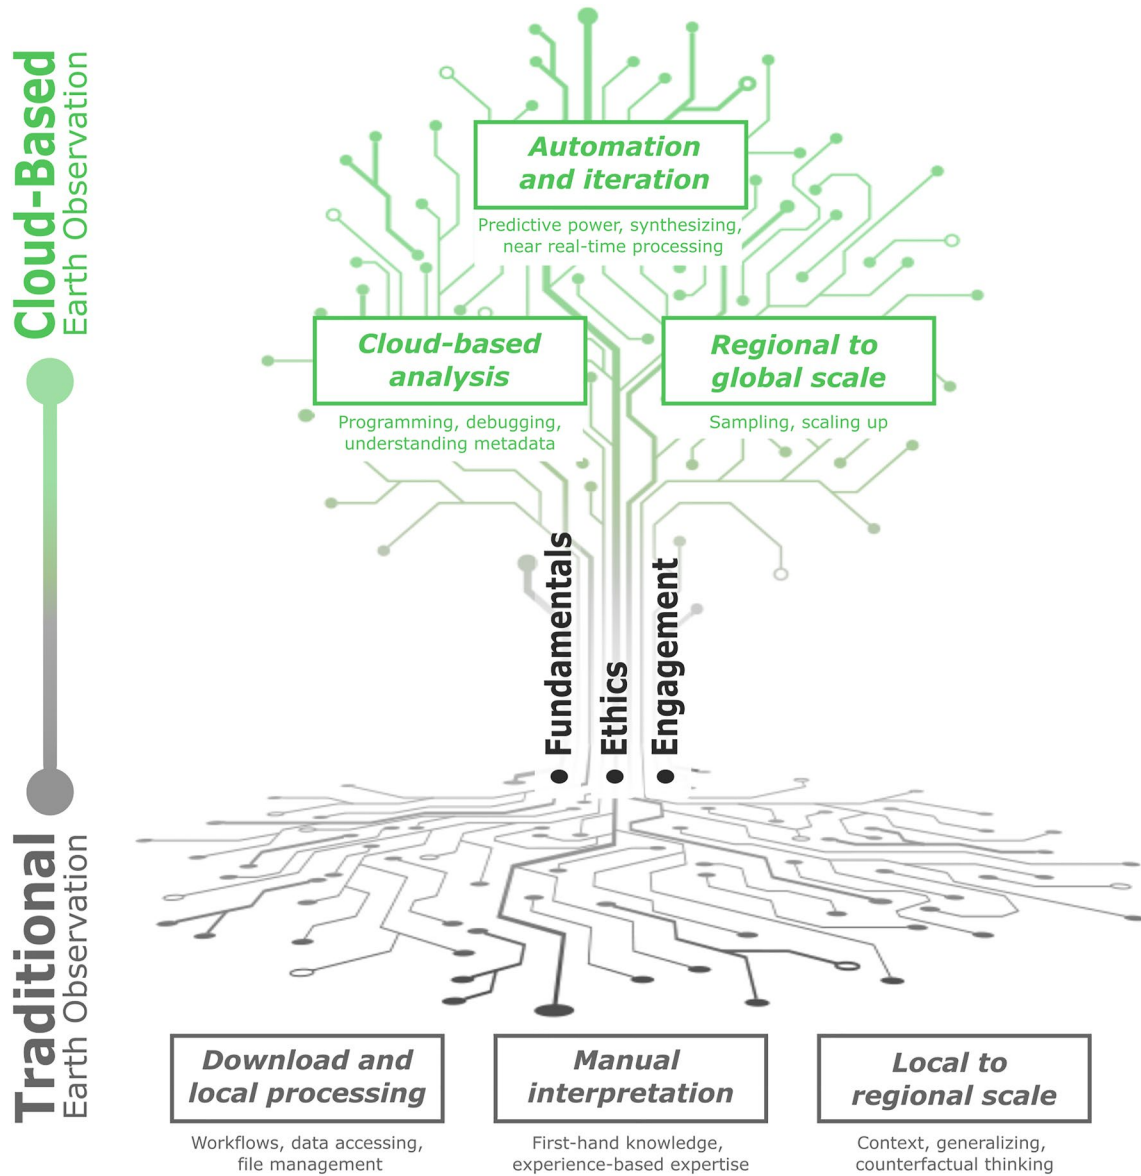 Cloud-Based
Earth Observation
Automation
and iteration
Predictive power, synthesizing,
near real-time processing
Cloud-based
analysis
Programming, debugging,
understanding metadata
Regional to
global scale
Sampling, scaling up
Fundamentals
Ethics
Engagement
Traditional
Earth Observation
Download and
local processing
Workflows, data accessing,
file management
Manual
interpretation
First-hand knowledge,
experience-based expertise
Local to
regional scale
Context, generalizing,
counterfactual thinking